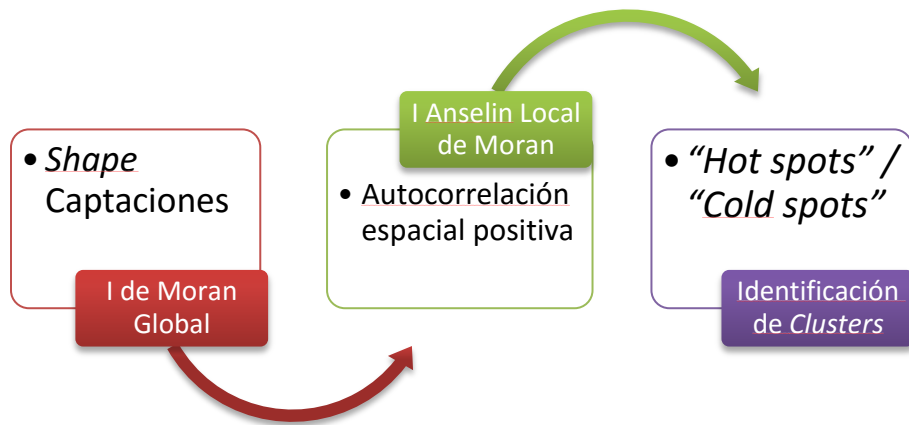 • Shape
Captaciones
I de Moran
Global
I Anselin Local
de Moran
• Autocorrelación
espacial positiva
• “Hot spots” /
“Cold spots”
Identificación
de Clusters